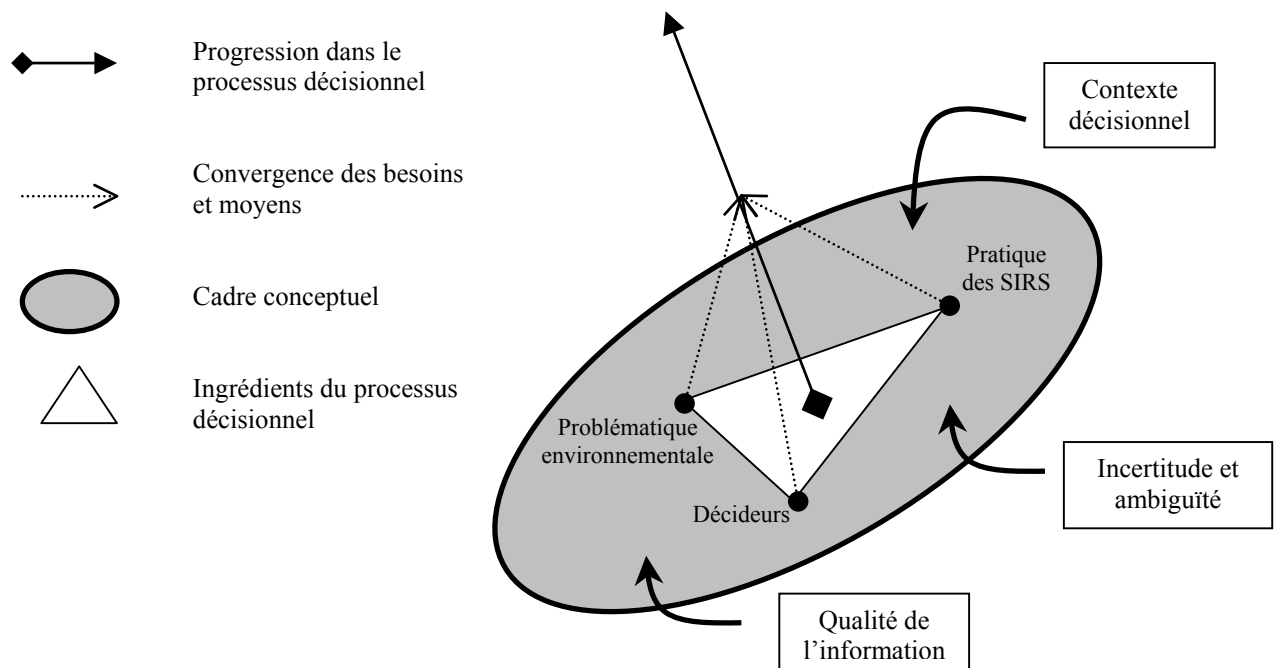 Progression dans le
processus décisionnel
Convergence des besoins
et moyens
Cadre conceptuel
Ingrédients du processus
décisionnel
Contexte
décisionnel
Pratique
des SIRS
Problématique
environnementale
Décideurs
Incertitude et
ambiguïté
Qualité de
l’information